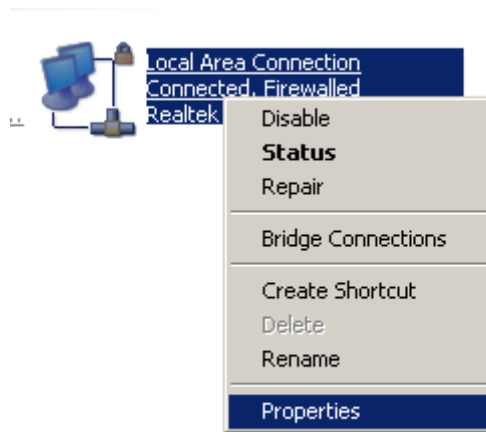 Local Area Connection
Connected, Firewalled
Realtek
Disable
Status
Repair
Bridge Connections
Create Shortcut
Delete
Rename
Properties